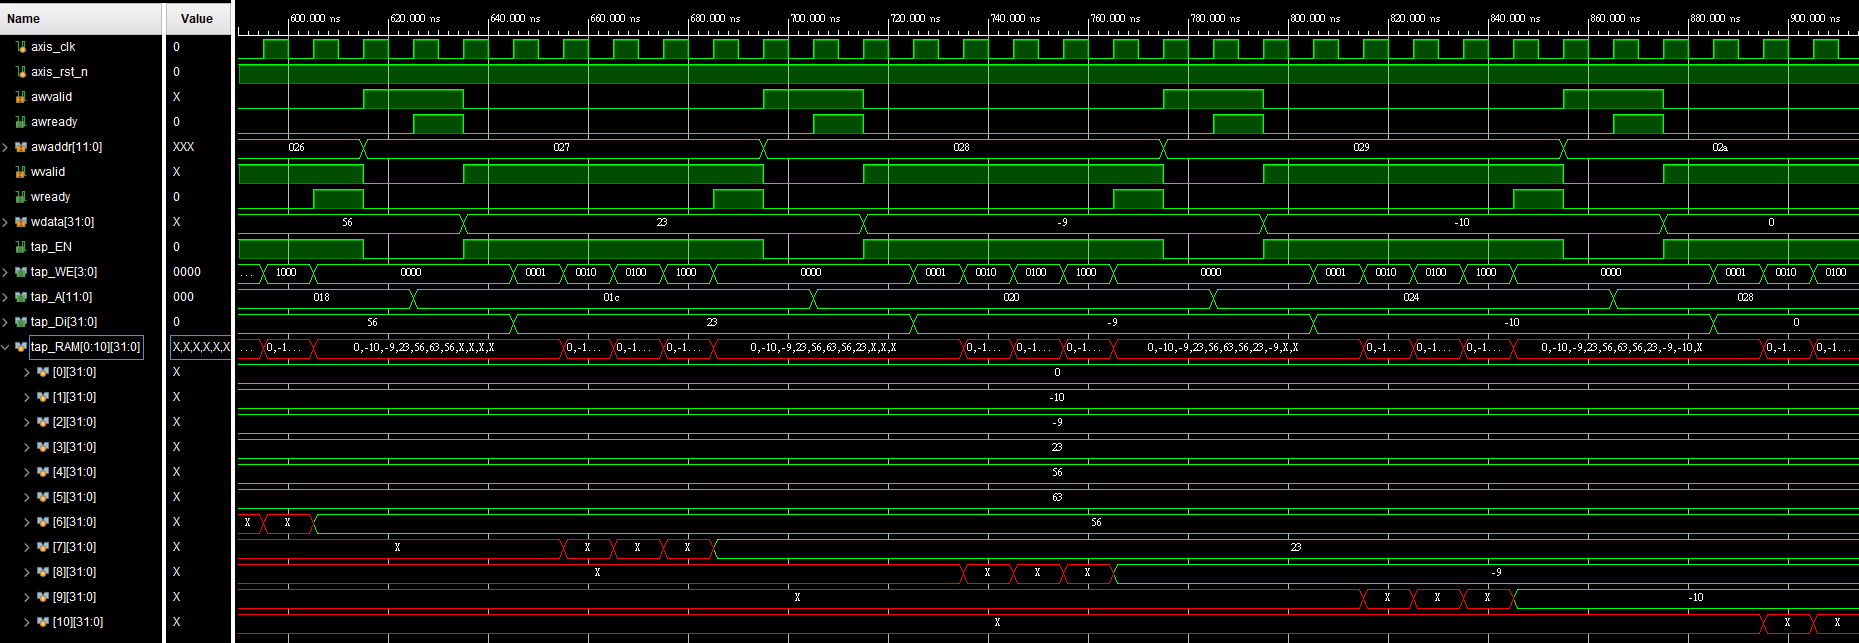 Name Value 600.000 ns 620.000 ns 640.000 ns 660.000 ns 680.000 ns 700.000 ns 720.000 ns 740.000 ns 760.000 ns 780.000 ns 800.000 ns 820.000 ns 840.000 ns 860.000 ns 880.000 ns 900.000 ns
axis_clk 0
axis_rst_n 0
awvalid X
awready 0
awaddr[11:0] XXX 026 027 028 029 02a
wvalid X
wready 0
wdata[31:0] X 56 23 -9 -10 0
tap_EN 0
tap_WE[3:0] 0000 ... 1000 0000 0001 0010 0100 1000 0000 0001 0010 0100 1000 0000 0001 0010 0100 1000 0000 0001 0010 0100
tap_A[11:0] 000 018 01c 020 024 028
tap_Di[31:0] 0 56 23 -9 -10 0
tap_RAM[0:10][31:0] X,X,X,X,X,X ... 0,-1... 0,-10,-9,23,56,63,56,X,X,X,X 0,-1... 0,-1... 0,-1... 0,-10,-9,23,56,63,56,23,X,X,X 0,-1... 0,-1... 0,-1... 0,-10,-9,23,56,63,56,23,-9,X,X 0,-1... 0,-1... 0,-1... 0,-10,-9,23,56,63,56,23,-9,-10,X 0,-1... 0,-1...
[0][31:0] X 0
[1][31:0] X -10
[2][31:0] X -9
[3][31:0] X 23
[4][31:0] X 56
[5][31:0] X 63
[6][31:0] X X X 56
[7][31:0] X X X X X 23
[8][31:0] X X X X X -9
[9][31:0] X X X X X -10
[10][31:0] X X X X